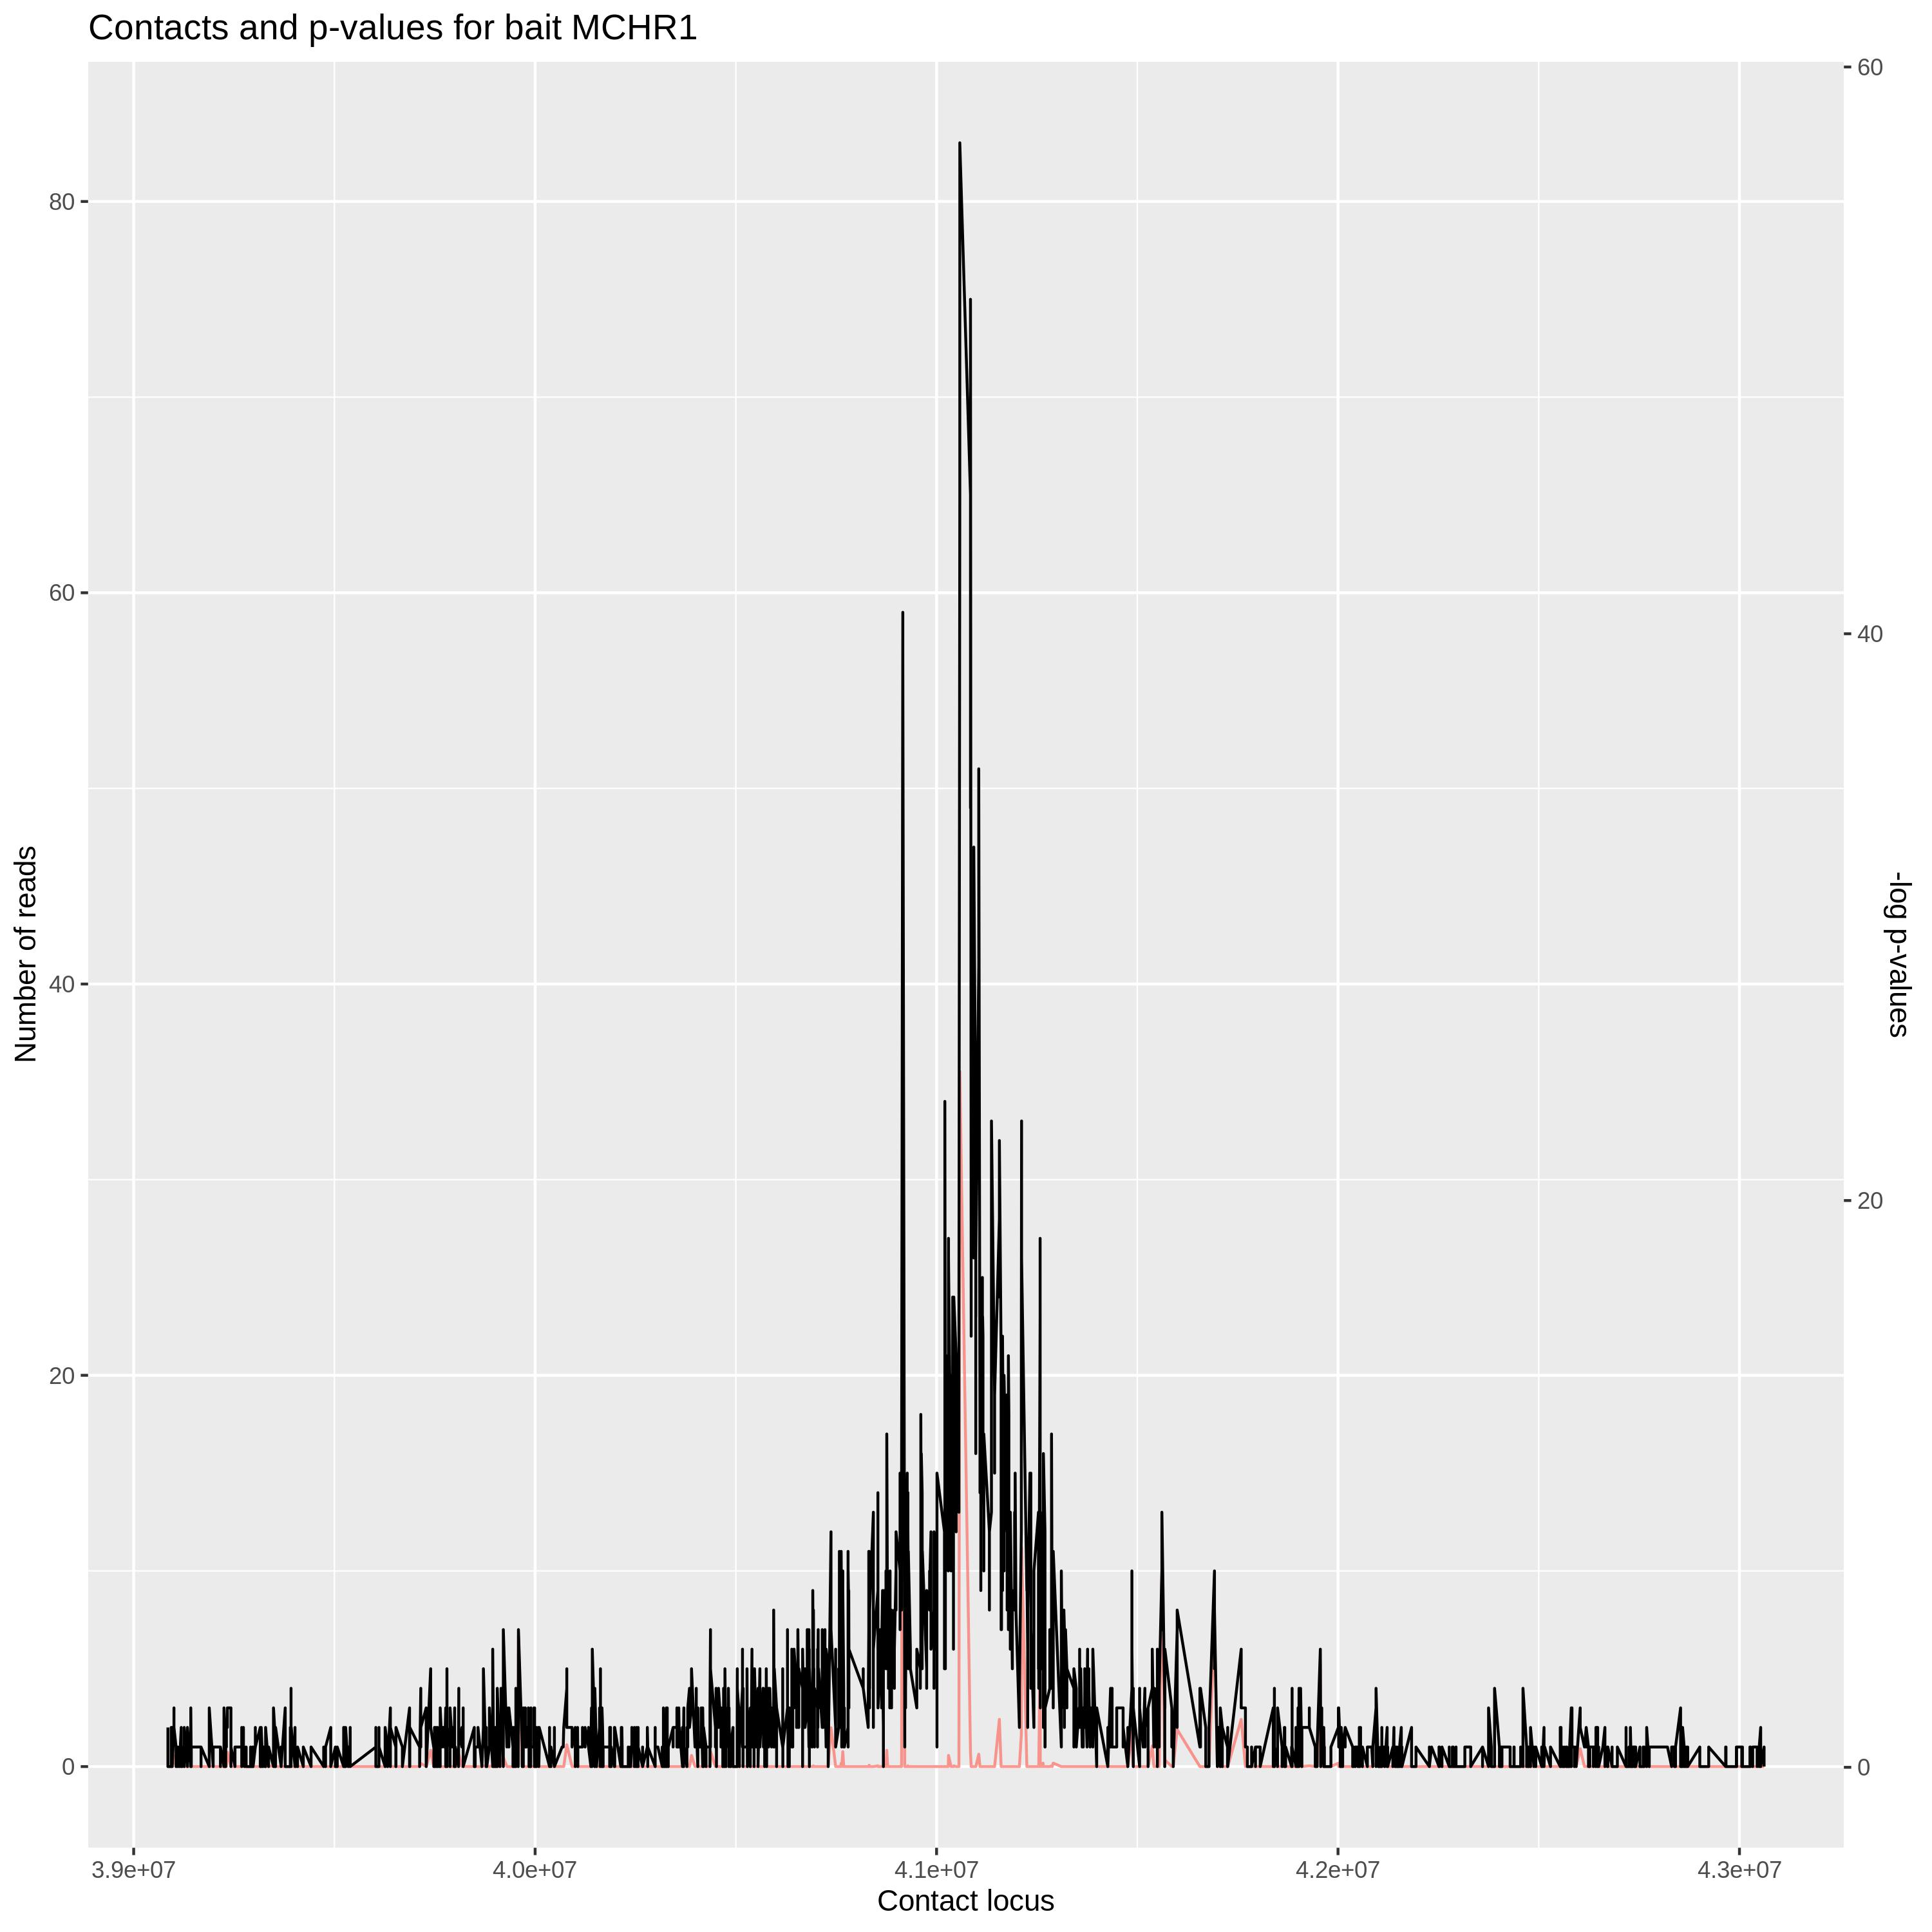 Contacts and p-values for bait MCHR1
60
80
60
40
40
20
20
0
0
Number of reads
-log p-values
3.9e+07 4.0e+07 4.1e+07 4.2e+07 4.3e+07
Contact locus